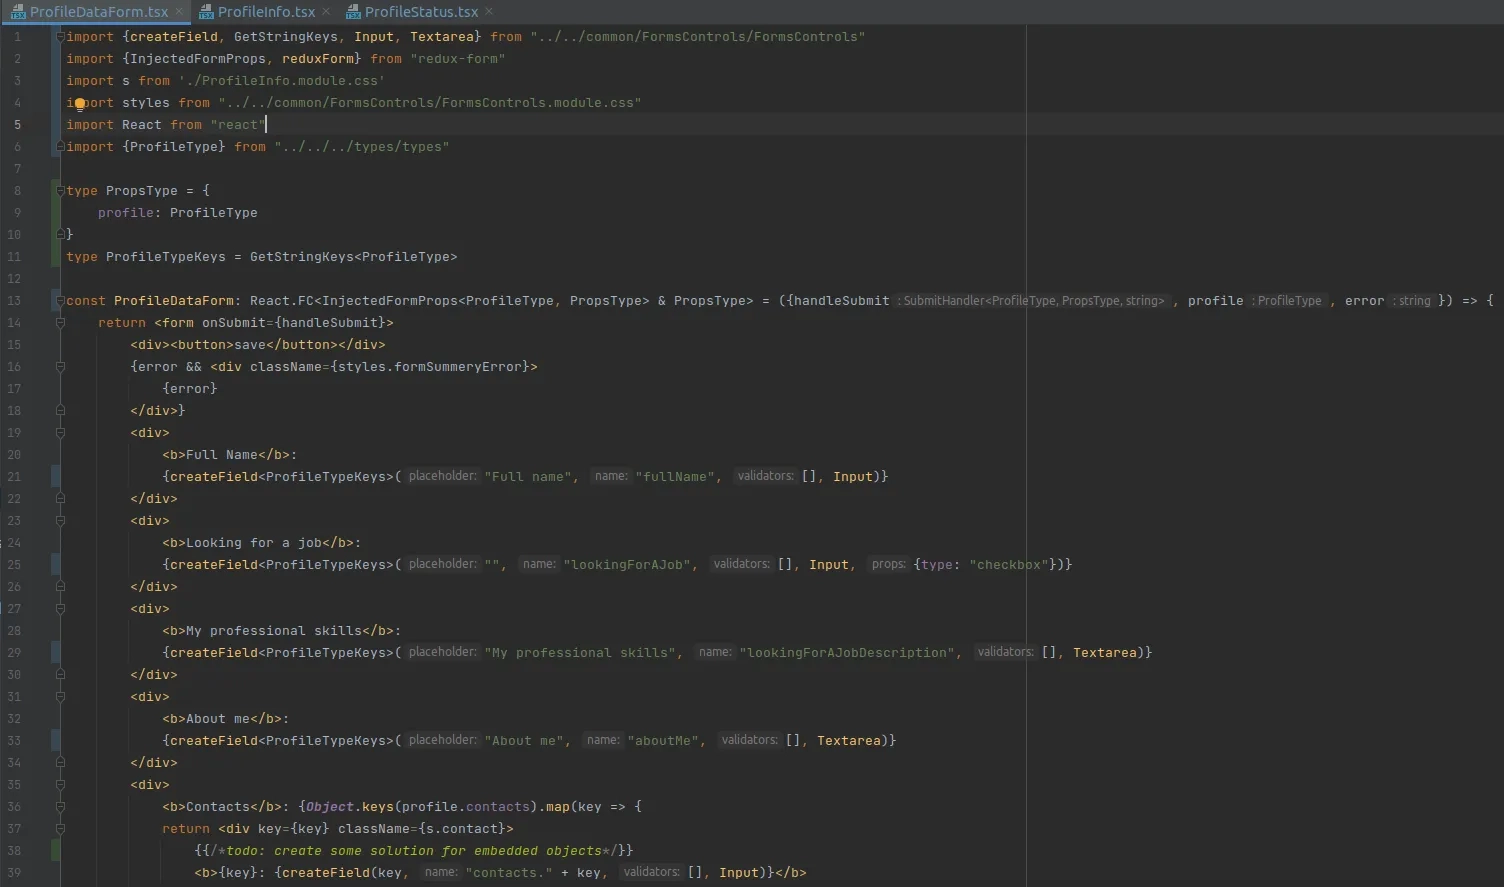 ProfileDataForm.tsx × ProfileInfo.tsx × ProfileStatus.tsx ×
1 import {createField, GetStringKeys, Input, Textarea} from "../../common/FormsControls/FormsControls"
2 import {InjectedFormProps, reduxForm} from "redux-form"
3 import s from './ProfileInfo.module.css'
4 import styles from "../../common/FormsControls/FormsControls.module.css"
5 import React from "react"
6 import {ProfileType} from "../../../types/types"
7
8 type PropsType = {
9 profile: ProfileType
10 }
11 type ProfileTypeKeys = GetStringKeys<ProfileType>
12
13 const ProfileDataForm: React.FC<InjectedFormProps<ProfileType, PropsType> & PropsType> = ({handleSubmit : SubmitHandler<ProfileType, PropsType, string> , profile : ProfileType , error : string }) => {
14 return <form onSubmit={handleSubmit}>
15 <div><button>save</button></div>
16 {error && <div className={styles.formSummeryError}>
17 {error}
18 </div>}
19 <div>
20 <b>Full Name</b>:
21 {createField<ProfileTypeKeys>( placeholder: "Full name", name: "fullName", validators: [], Input)}
22 </div>
23 <div>
24 <b>Looking for a job</b>:
25 {createField<ProfileTypeKeys>( placeholder: "", name: "lookingForAJob", validators: [], Input, props: {type: "checkbox"})}
26 </div>
27 <div>
28 <b>My professional skills</b>:
29 {createField<ProfileTypeKeys>( placeholder: "My professional skills", name: "lookingForAJobDescription", validators: [], Textarea)}
30 </div>
31 <div>
32 <b>About me</b>:
33 {createField<ProfileTypeKeys>( placeholder: "About me", name: "aboutMe", validators: [], Textarea)}
34 </div>
35 <div>
36 <b>Contacts</b>: {Object.keys(profile.contacts).map(key => {
37 return <div key={key} className={s.contact}>
38 {{/*todo: create some solution for embedded objects*/}}
39 <b>{key}: {createField(key, name: "contacts." + key, validators: [], Input)}</b>